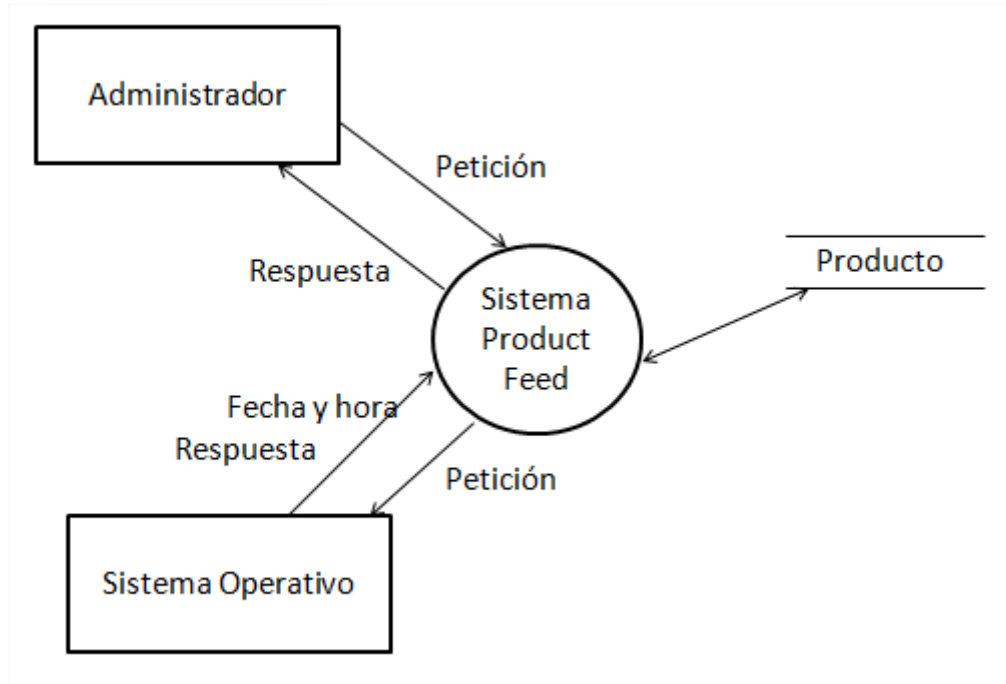 Administrador
Petición
Respuesta
Producto
Sistema
Product
Feed
Fecha y hora
Respuesta
Petición
Sistema Operativo